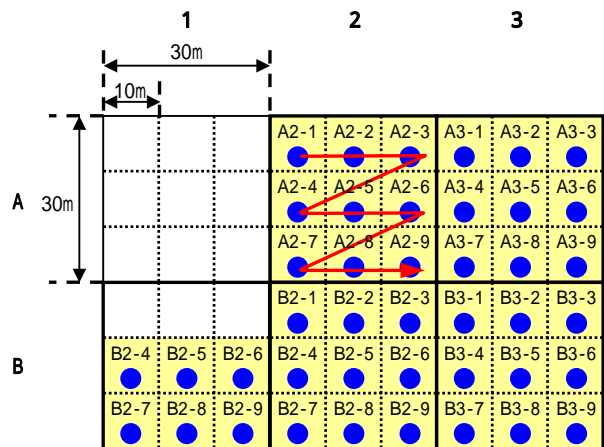 1 2 3
30m
10m
A2-1 A2-2 A2-3 A3-1 A3-2 A3-3
A 30m A2-4 A2-5 A2-6 A3-4 A3-5 A3-6
A2-7 A2-8 A2-9 A3-7 A3-8 A3-9
B2-1 B2-2 B2-3 B3-1 B3-2 B3-3
B B2-4 B2-5 B2-6 B2-4 B2-5 B2-6 B3-4 B3-5 B3-6
B2-7 B2-8 B2-9 B2-7 B2-8 B2-9 B3-7 B3-8 B3-9